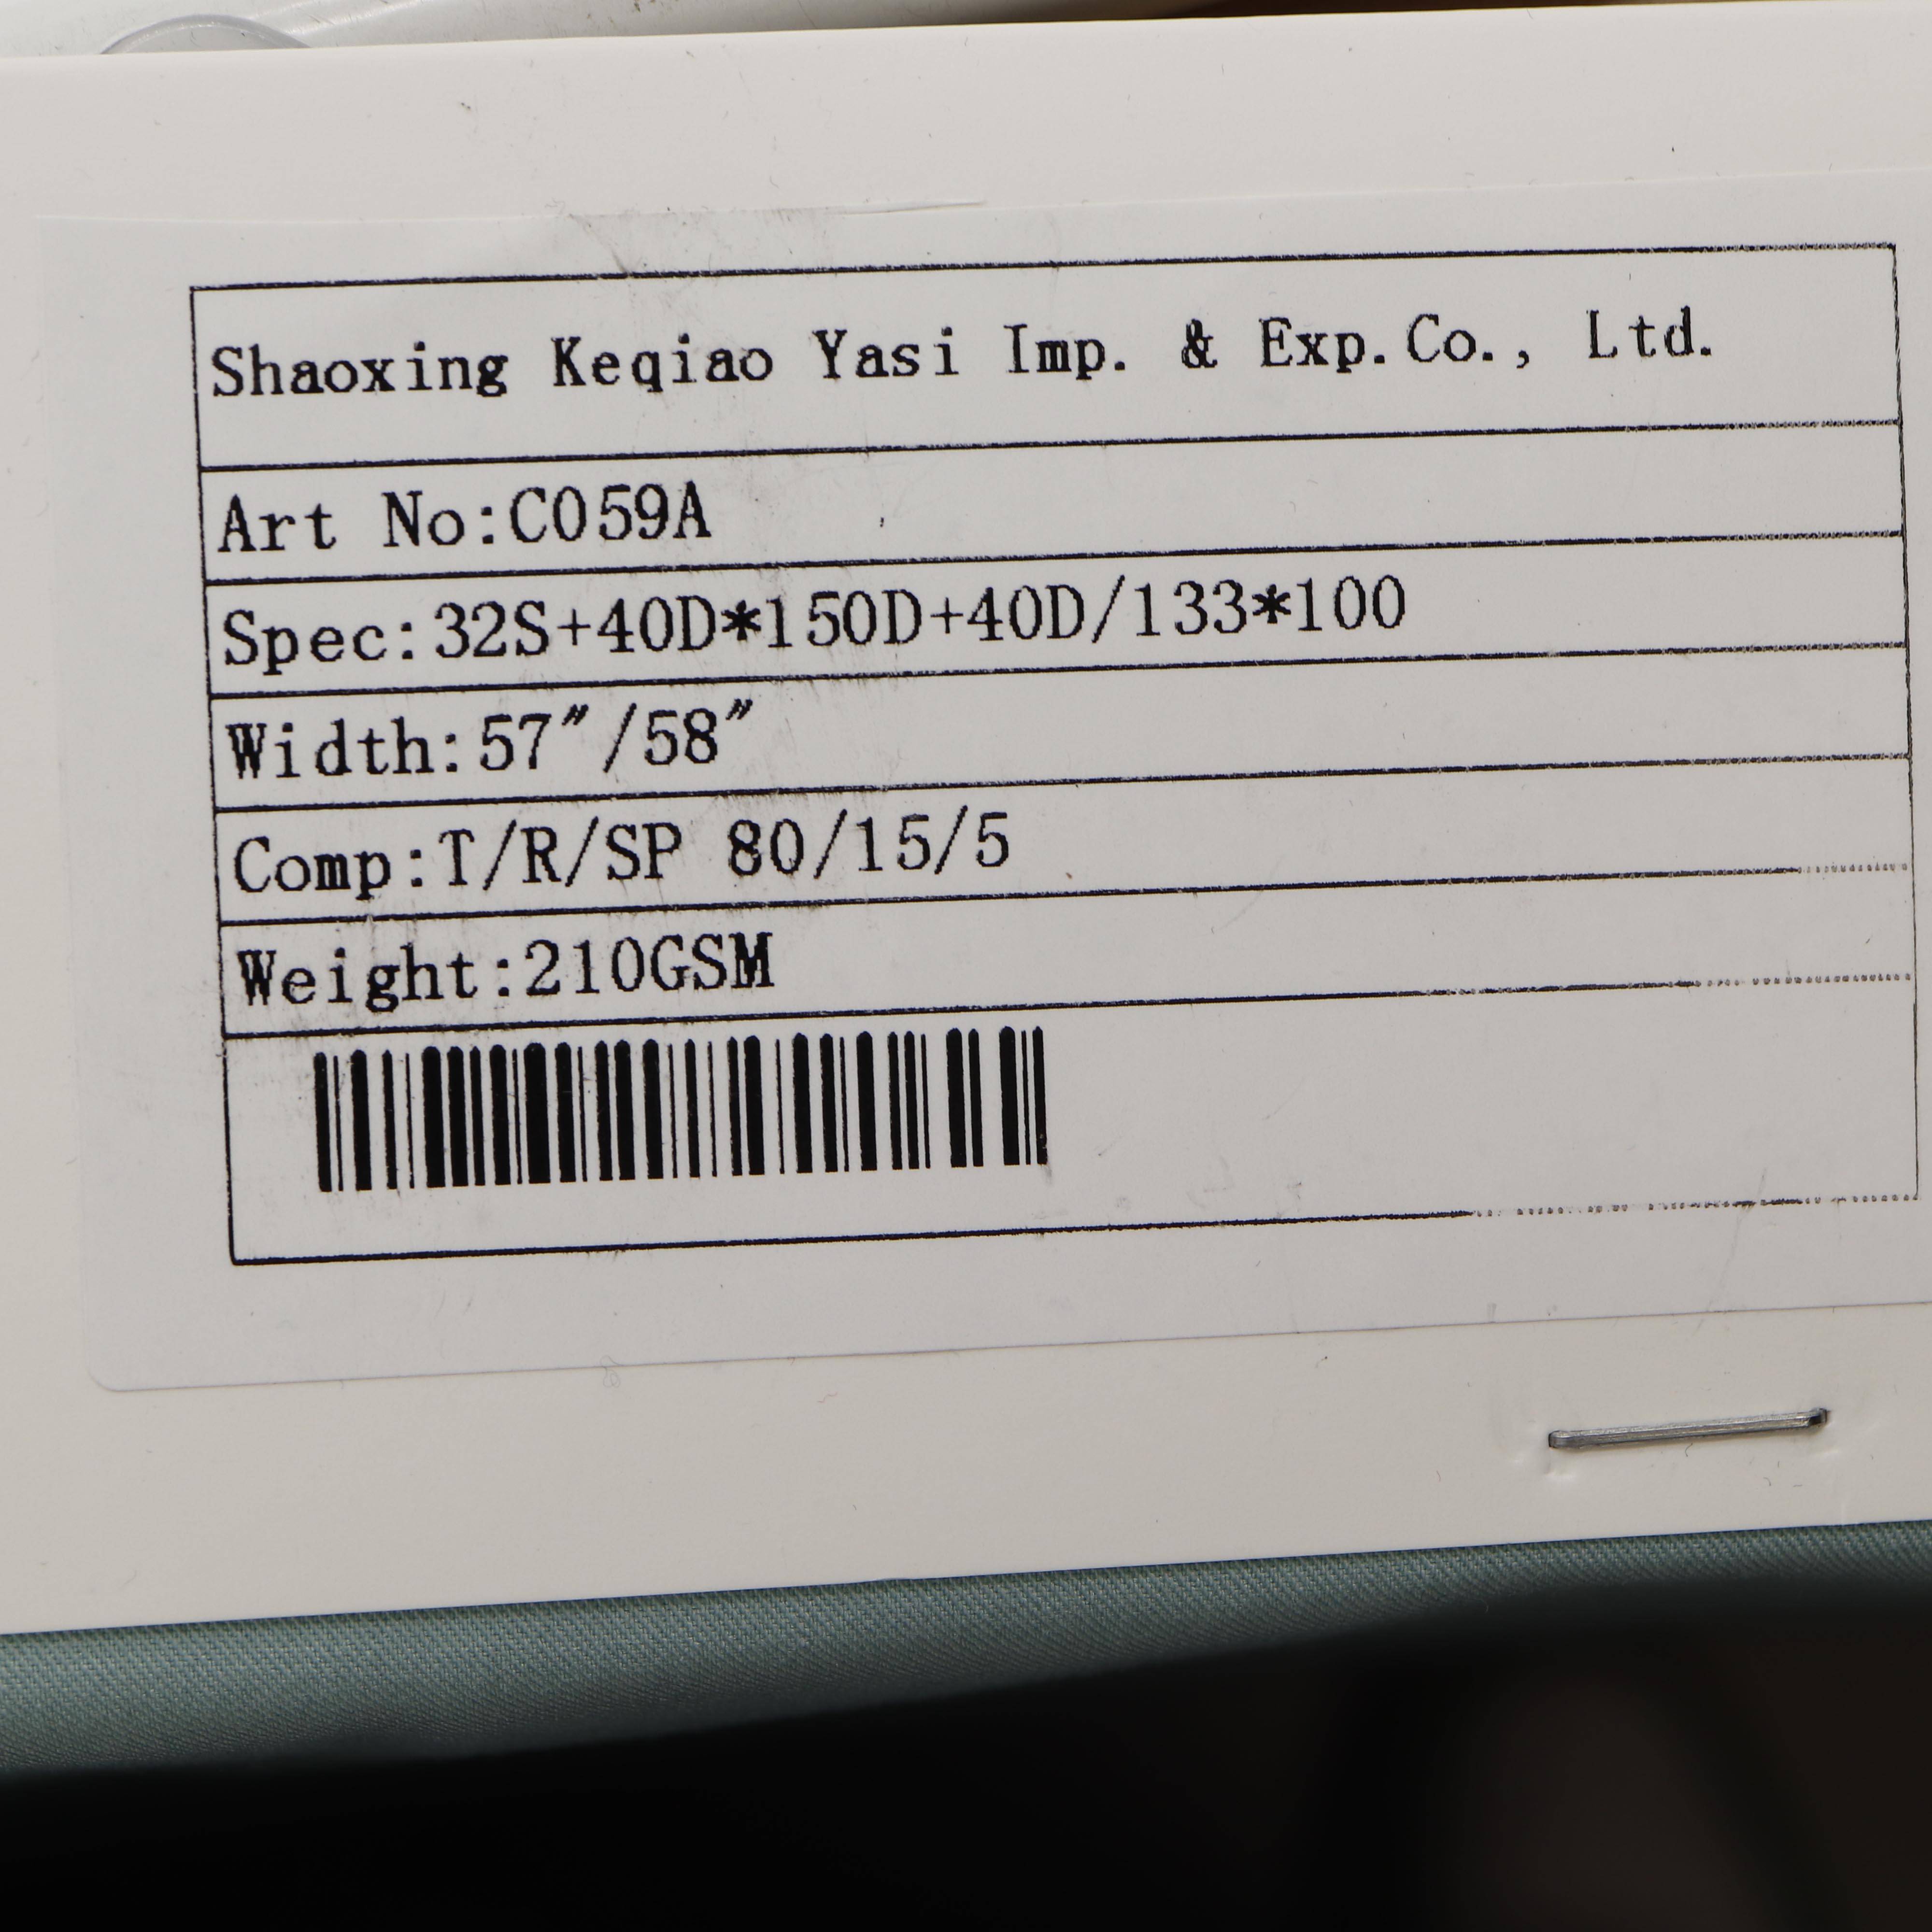 Shaoxing Keqiao Yasi Imp. & Exp.Co., Ltd.
Art No:C059A
Spec:32S+40D*150D+40D/133*100
Width:57″/58″
Comp:T/R/SP 80/15/5
Weight:210GSM